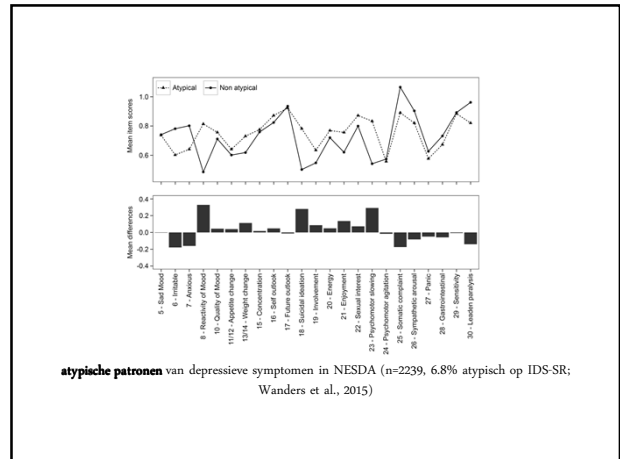 Atypical
Non atypical
Mean item scores
1.0
0.8
0.6
Mean differences
0.4
0.2
0.0
-0.2
-0.4
5 - Sad Mood
6 - Irritable
7 - Anxious
8 - Reactivity of Mood
10 - Quality of Mood
11/12 - Appetite change
13/14 - Weight change
15 - Concentration
16 - Self outlook
17 - Future outlook
18 - Suicidal ideation
19 - Involvement
20 - Energy
21 - Enjoyment
22 - Sexual interest
23 - Psychomotor slowing
24 - Psychomotor agitation
25 - Somatic complaint
26 - Sympathetic arousal
27 - Panic
28 - Gastrointestinal
29 - Sensitivity
30 - Leaden paralysis
atypische patronen van depressieve symptomen in NESDA (n=2239, 6.8% atypisch op IDS-SR;
Wanders et al., 2015)